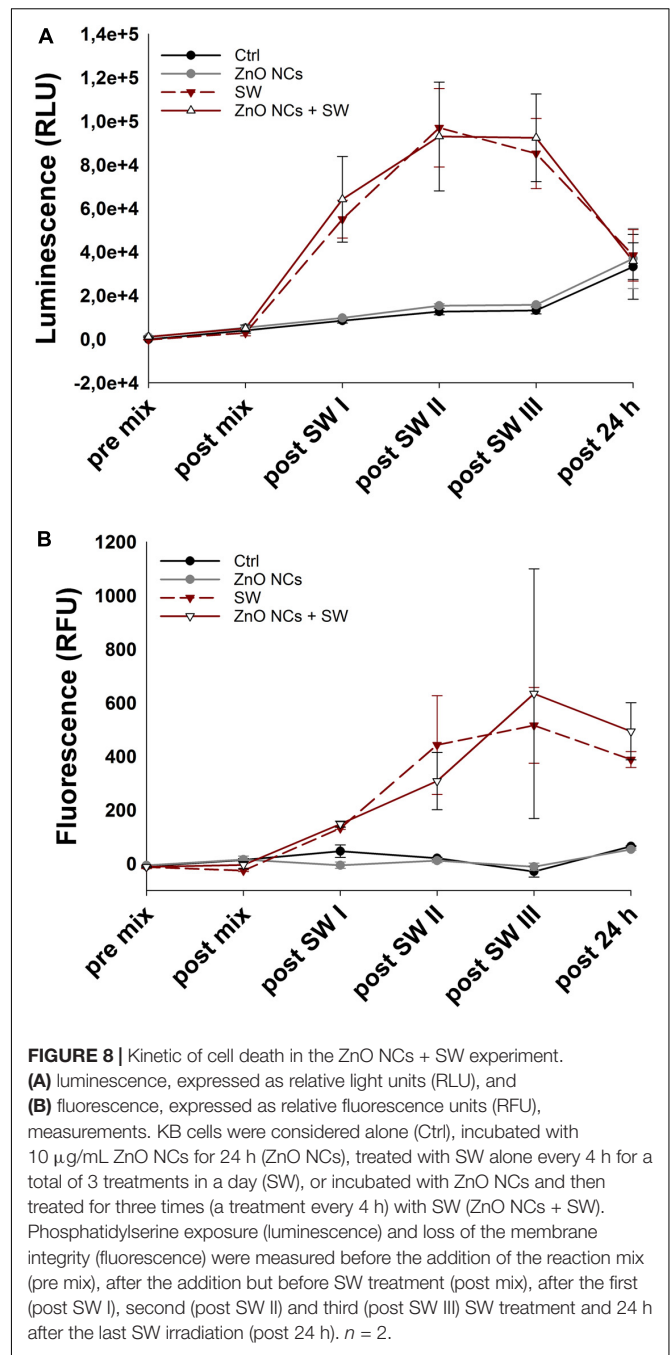 A
1,4e+5
1,2e+5
1,0e+5
8,0e+4
6,0e+4
4,0e+4
2,0e+4
0,0
-2,0e+4
Luminescence (RLU)
Ctrl
ZnO NCs
SW
ZnO NCs + SW
pre mix
post mix
post SW I
post SW II
post SW III
post 24 h
B
1200
1000
800
600
400
200
0
Fluorescence (RFU)
Ctrl
ZnO NCs
SW
ZnO NCs + SW
pre mix
post mix
post SW I
post SW II
post SW III
post 24 h
FIGURE 8 | Kinetic of cell death in the ZnO NCs + SW experiment.
(A) luminescence, expressed as relative light units (RLU), and
(B) fluorescence, expressed as relative fluorescence units (RFU),
measurements. KB cells were considered alone (Ctrl), incubated with
10 μg/mL ZnO NCs for 24 h (ZnO NCs), treated with SW alone every 4 h for a
total of 3 treatments in a day (SW), or incubated with ZnO NCs and then
treated for three times (a treatment every 4 h) with SW (ZnO NCs + SW).
Phosphatidylserine exposure (luminescence) and loss of the membrane
integrity (fluorescence) were measured before the addition of the reaction mix
(pre mix), after the addition but before SW treatment (post mix), after the first
(post SW I), second (post SW II) and third (post SW III) SW treatment and 24 h
after the last SW irradiation (post 24 h). n = 2.